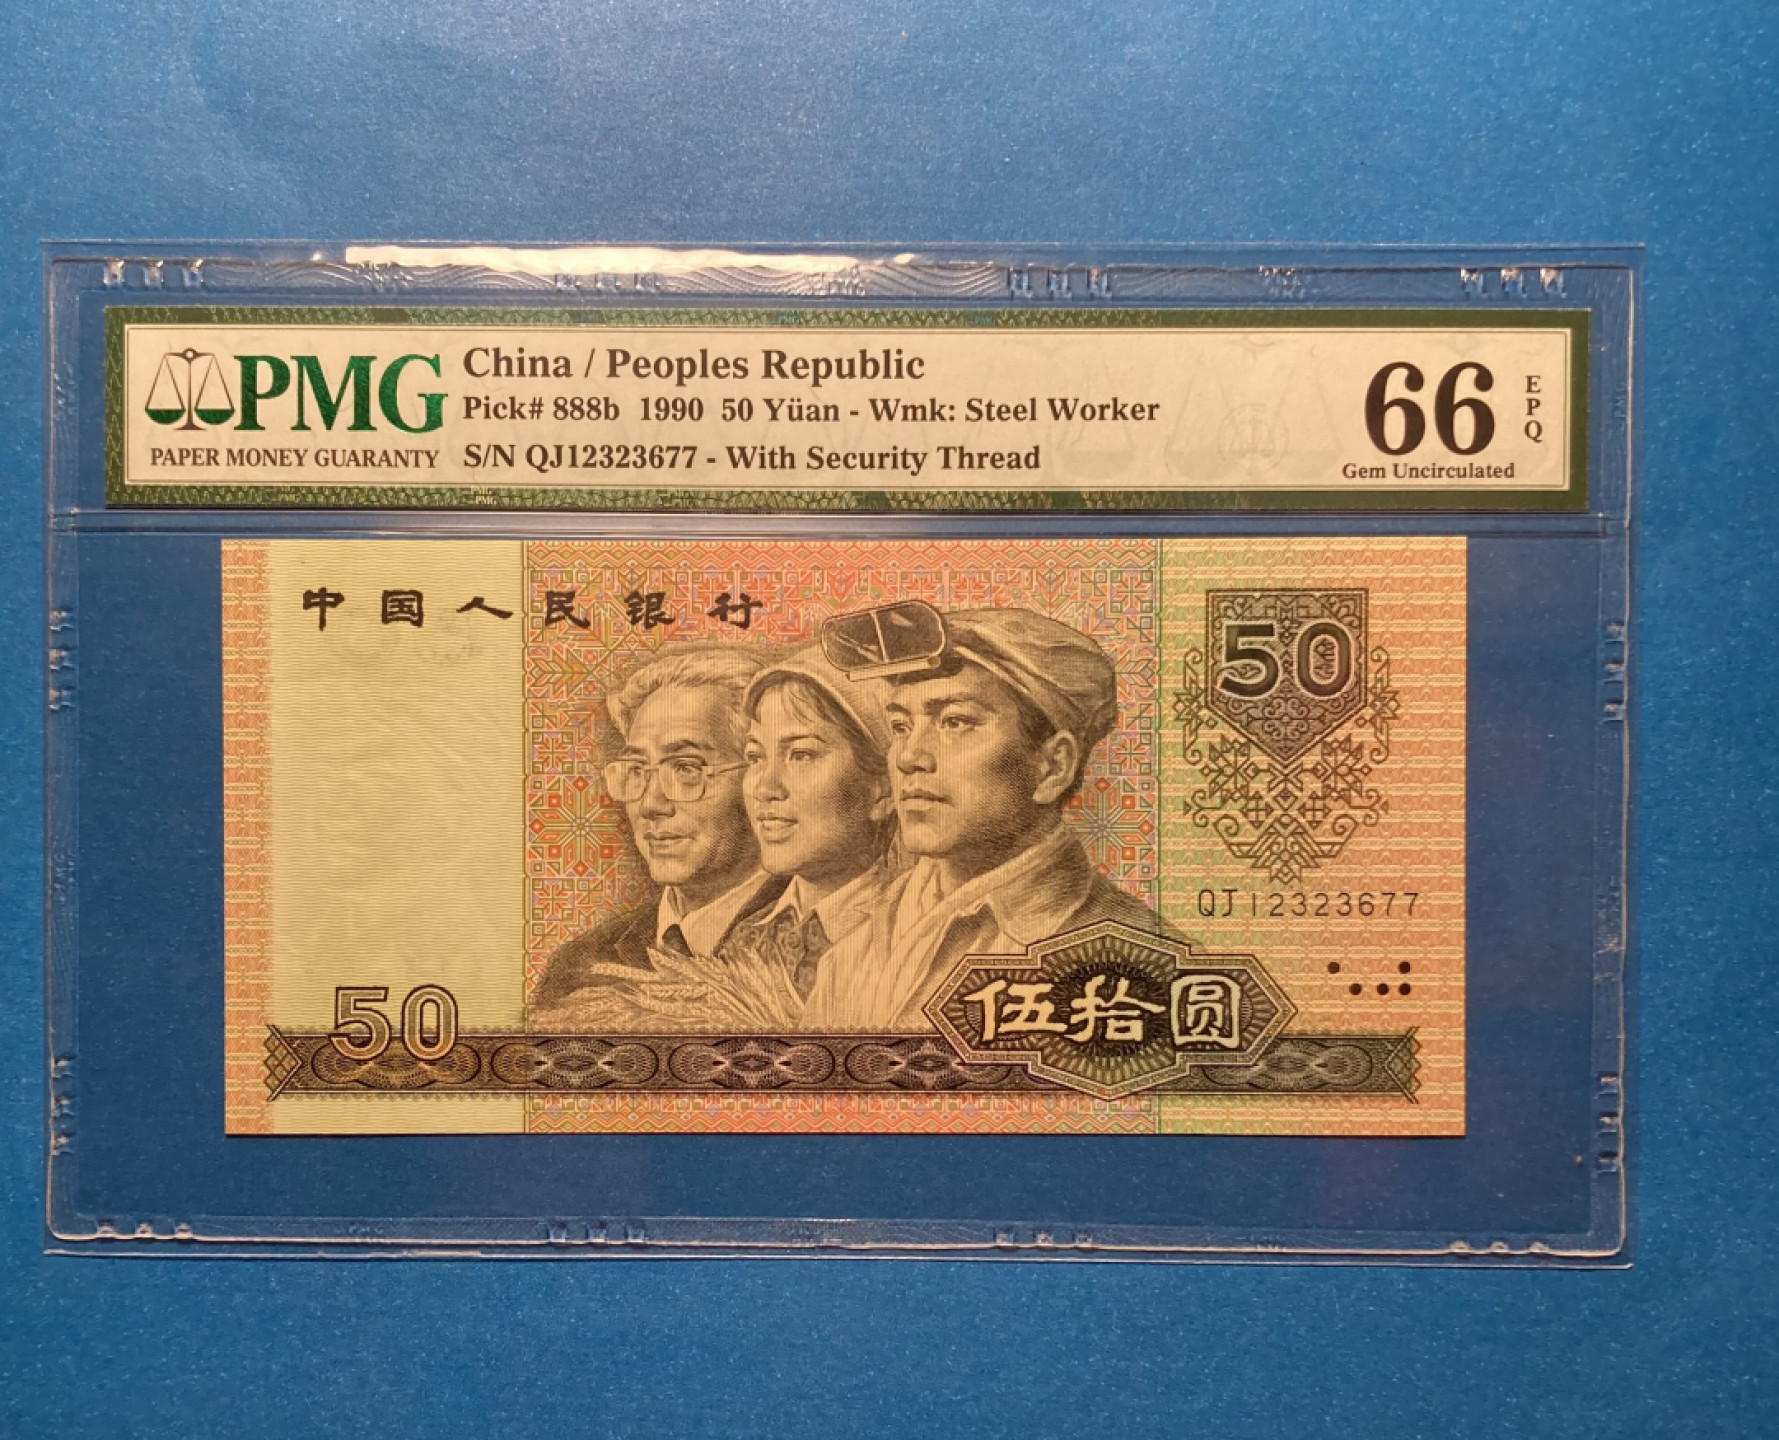 PMG
PAPER MONEY GUARANTY
China / Peoples Republic
Pick# 888b 1990 50 Yüan - Wmk: Steel Worker
S/N QJ12323677 - With Security Thread
66
EPQ
Gem Uncirculated
中国人民银行
50
QJ12323677
50
伍拾圆